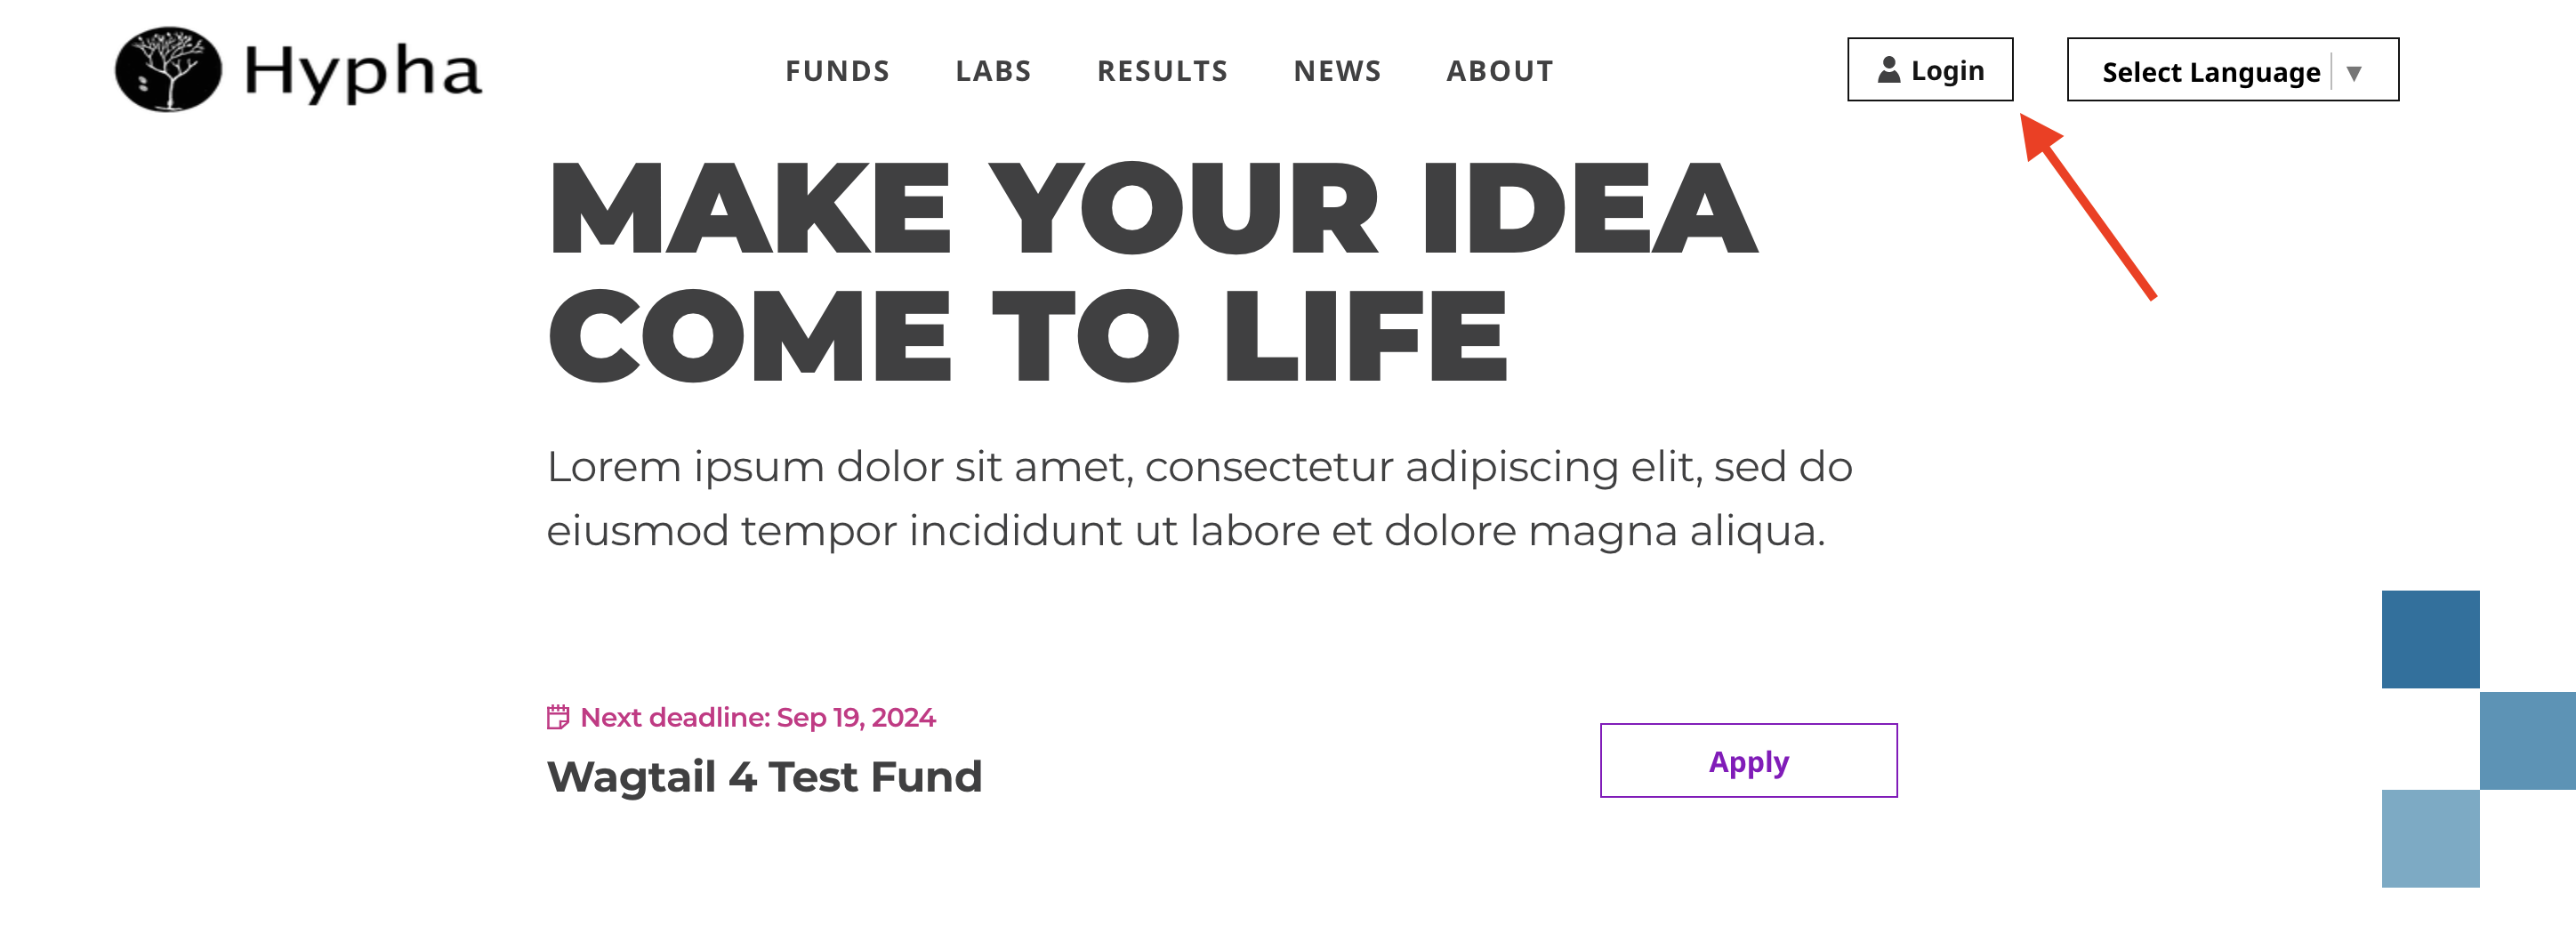 Hypha
FUNDS LABS RESULTS NEWS ABOUT
Login
Select Language ▼
MAKE YOUR IDEA
COME TO LIFE
Lorem ipsum dolor sit amet, consectetur adipiscing elit, sed do
eiusmod tempor incididunt ut labore et dolore magna aliqua.
Next deadline: Sep 19, 2024
Wagtail 4 Test Fund
Apply